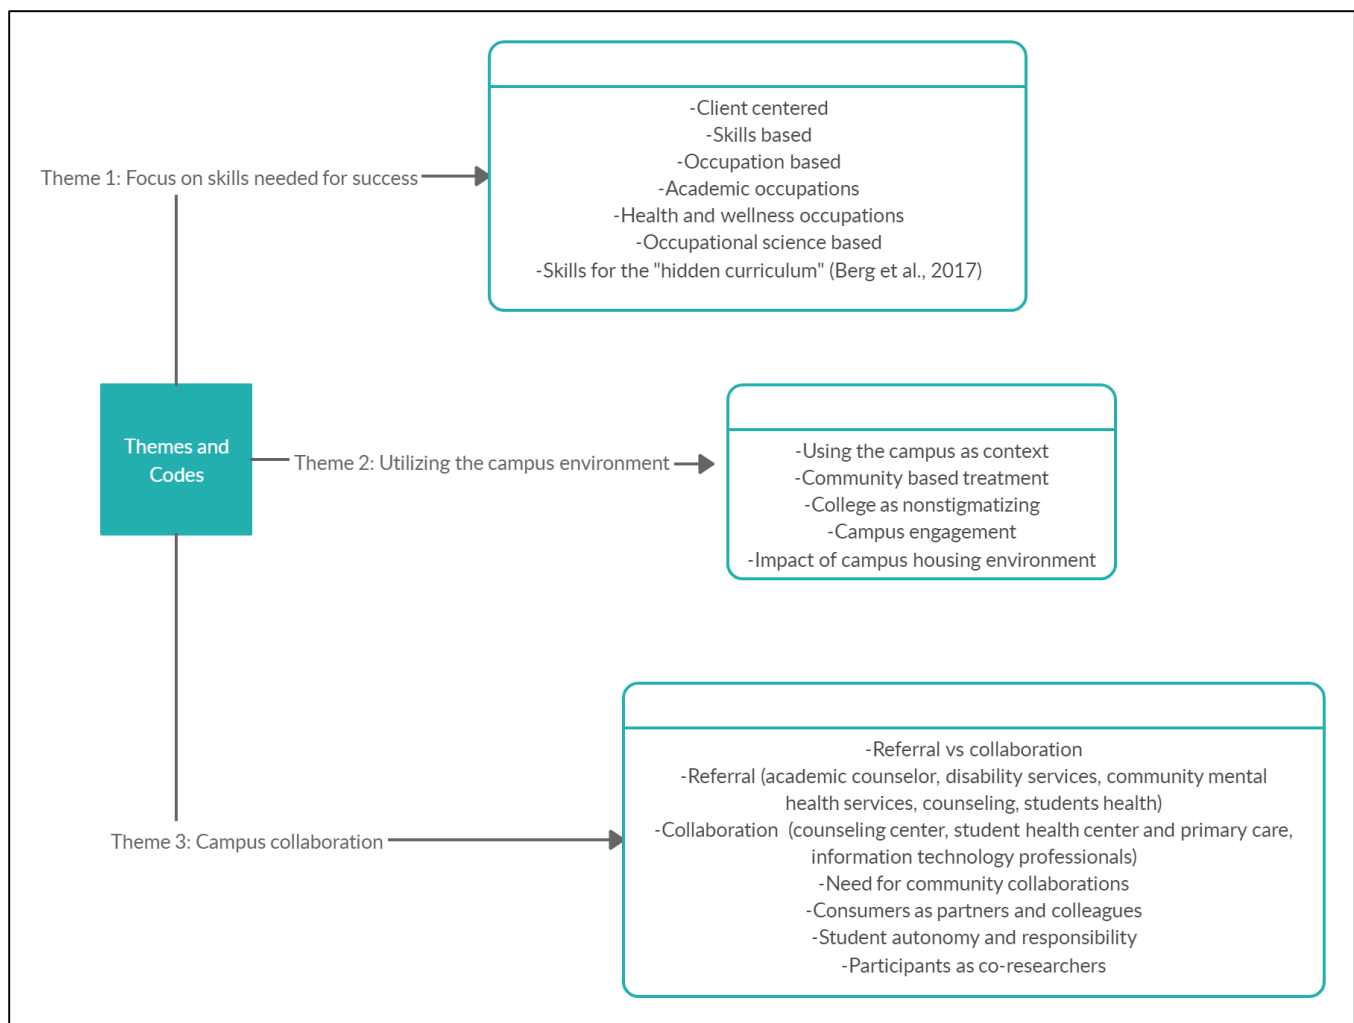 -Client centered
-Skills based
-Occupation based
Theme 1: Focus on skills needed for success
-Academic occupations
-Health and wellness occupations
-Occupational science based
-Skills for the "hidden curriculum" (Berg et al., 2017)
Themes and
Codes
Theme 2: Utilizing the campus environment
-Using the campus as context
-Community based treatment
-College as nonstigmatizing
-Campus engagement
-Impact of campus housing environment
Theme 3: Campus collaboration
-Referral vs collaboration
-Referral (academic counselor, disability services, community mental
health services, counseling, students health)
-Collaboration  (counseling center, student health center and primary care,
information technology professionals)
-Need for community collaborations
-Consumers as partners and colleagues
-Student autonomy and responsibility
-Participants as co-researchers